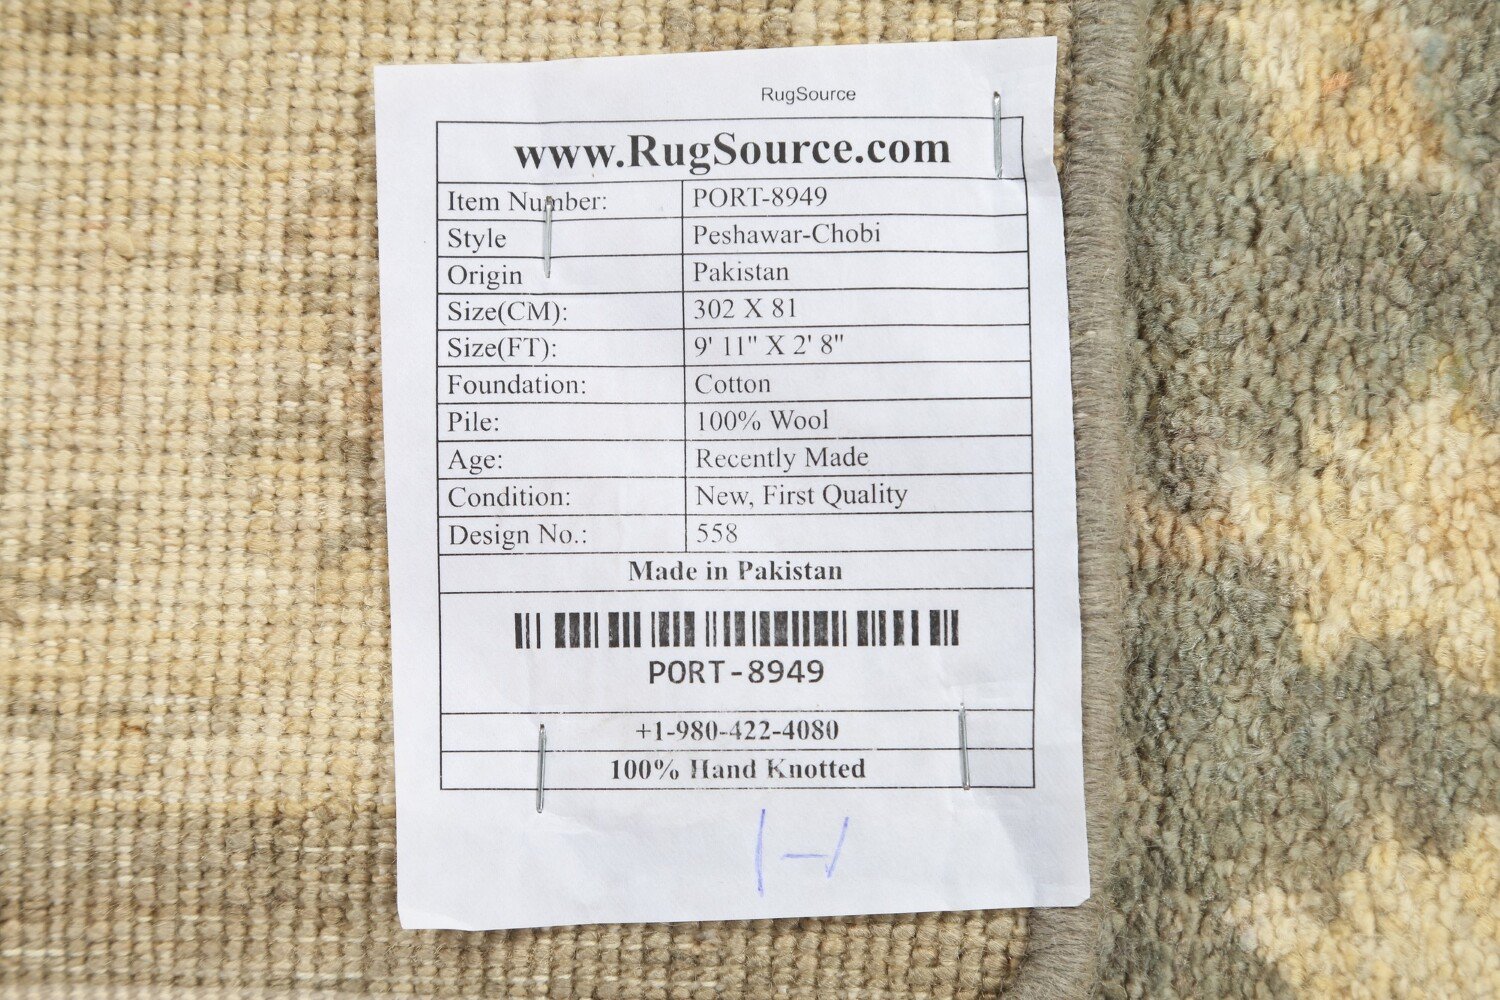 RugSource
www.RugSource.com
Item Number: PORT-8949
Style Peshawar-Chobi
Origin Pakistan
Size(CM): 302 X 81
Size(FT): 9' 11" X 2' 8"
Foundation: Cotton
Pile: 100% Wool
Age: Recently Made
Condition: New, First Quality
Design No.: 558
Made in Pakistan
PORT-8949
+1-980-422-4080
100% Hand Knotted